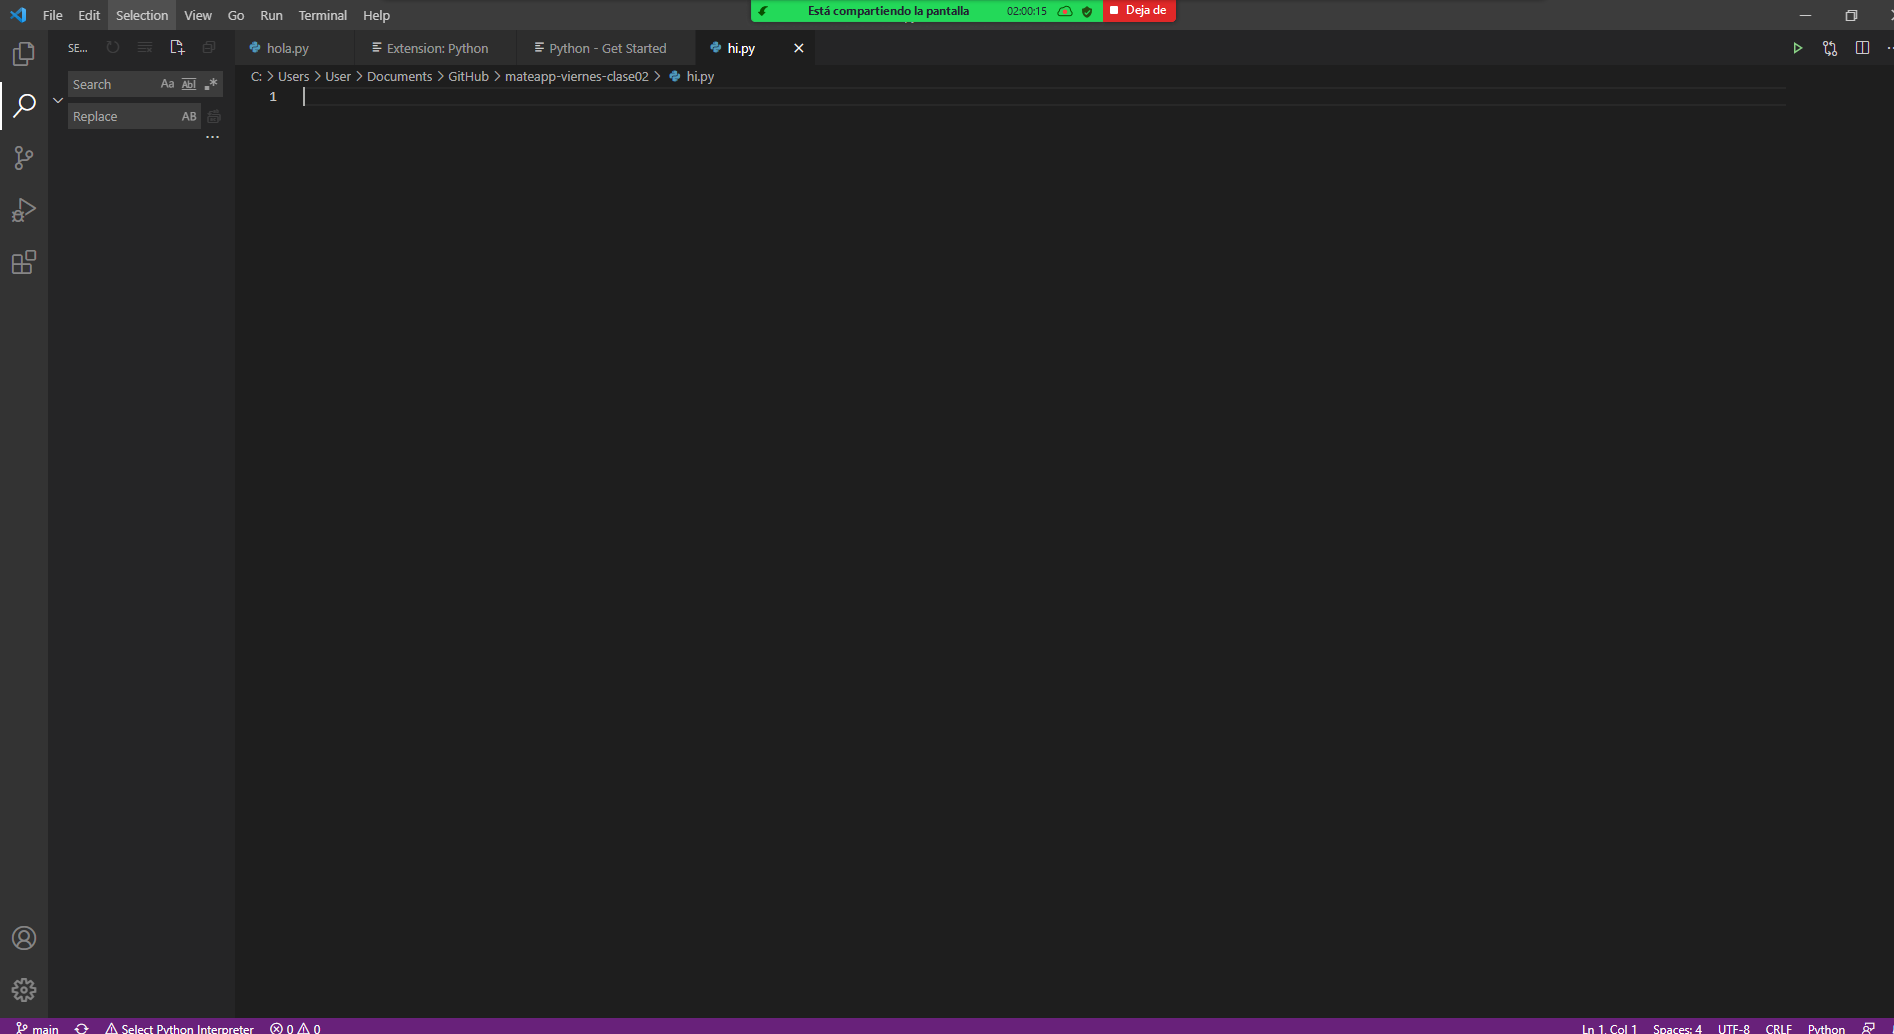 File Edit Selection View Go Run Terminal Help
Está compartiendo la pantalla 02:00:15 Deja de
SE...
hola.py Extension: Python Python - Get Started hi.py
C: > Users > User > Documents > GitHub > mateapp-viernes-clase02 > hi.py
Search Aa Abl .*
1
Replace AB
...
main Select Python Interpreter 0 0 Ln 1, Col 1 Spaces: 4 UTF-8 CRLF Python